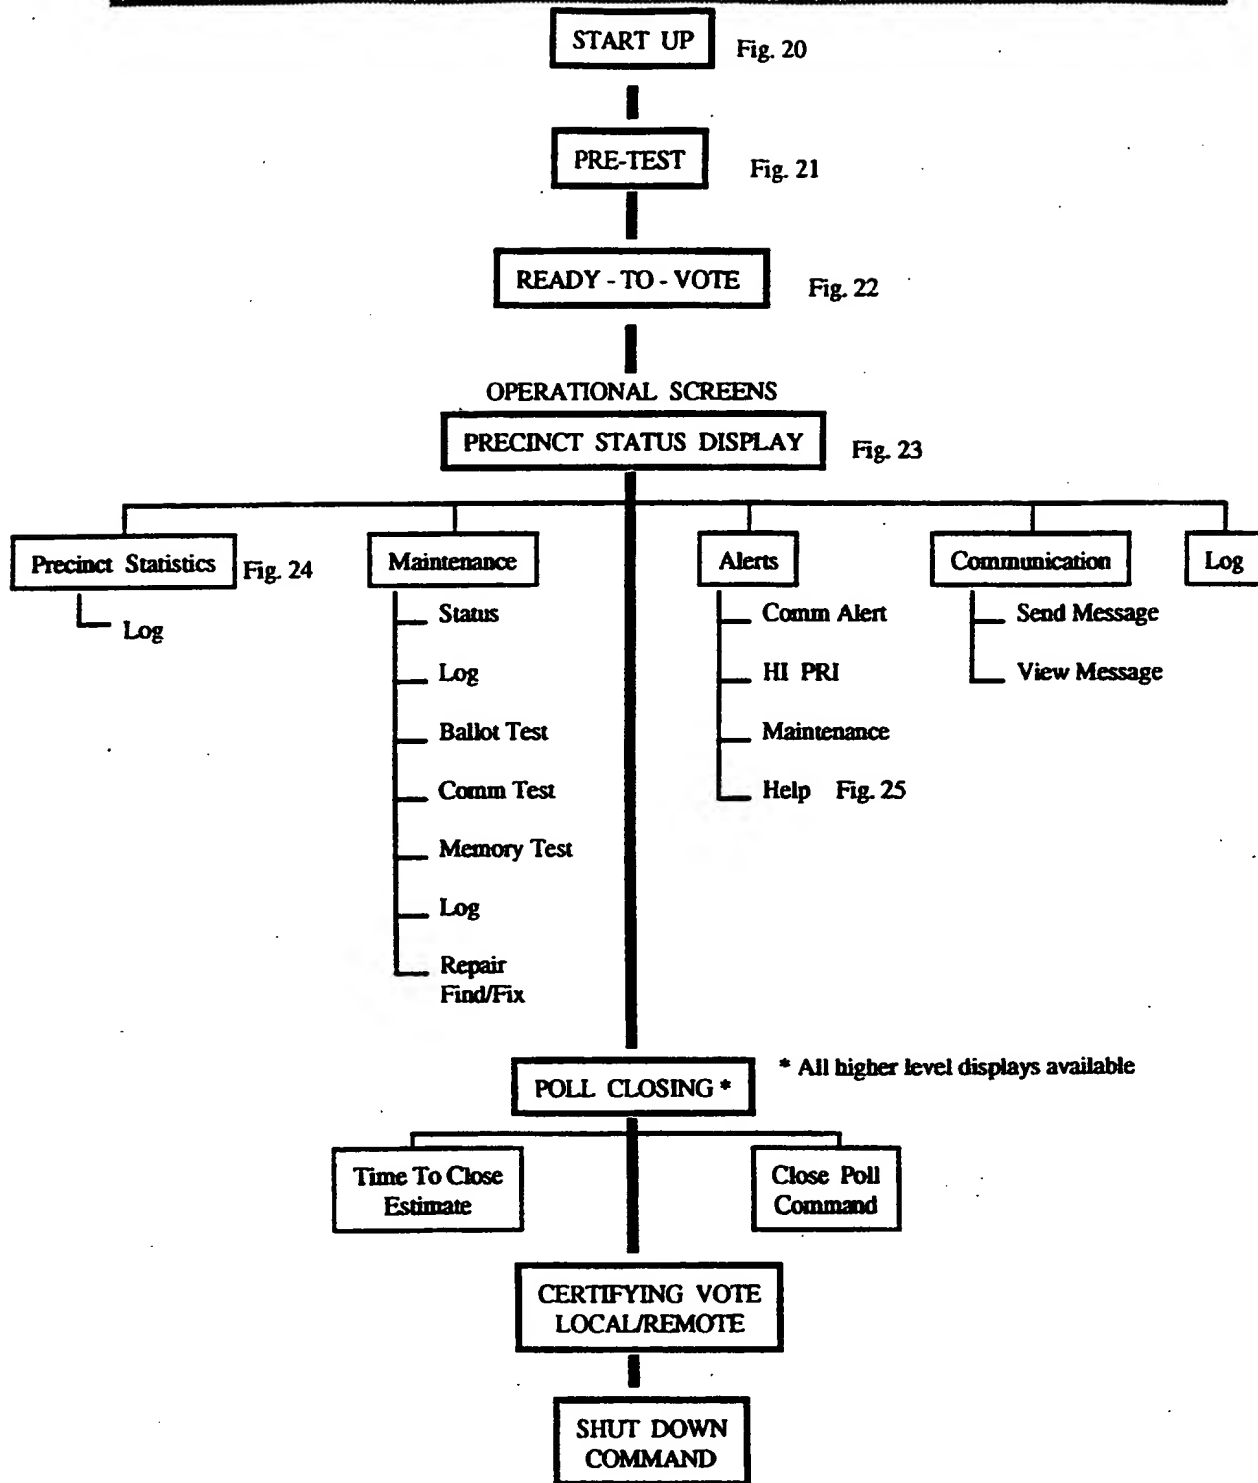 START UP
Fig. 20
PRE-TEST
Fig. 21
READY - TO - VOTE
Fig. 22
OPERATIONAL SCREENS
PRECINCT STATUS DISPLAY
Fig. 23
Precinct Statistics
Fig. 24
Log
Maintenance
Status
Log
Ballot Test
Comm Test
Memory Test
Log
Repair
Find/Fix
Alerts
Comm Alert
HI PRI
Maintenance
Help Fig. 25
Communication
Send Message
View Message
Log
POLL CLOSING *
* All higher level displays available
Time To Close
Estimate
Close Poll
Command
CERTIFYING VOTE
LOCAL/REMOTE
SHUT DOWN
COMMAND